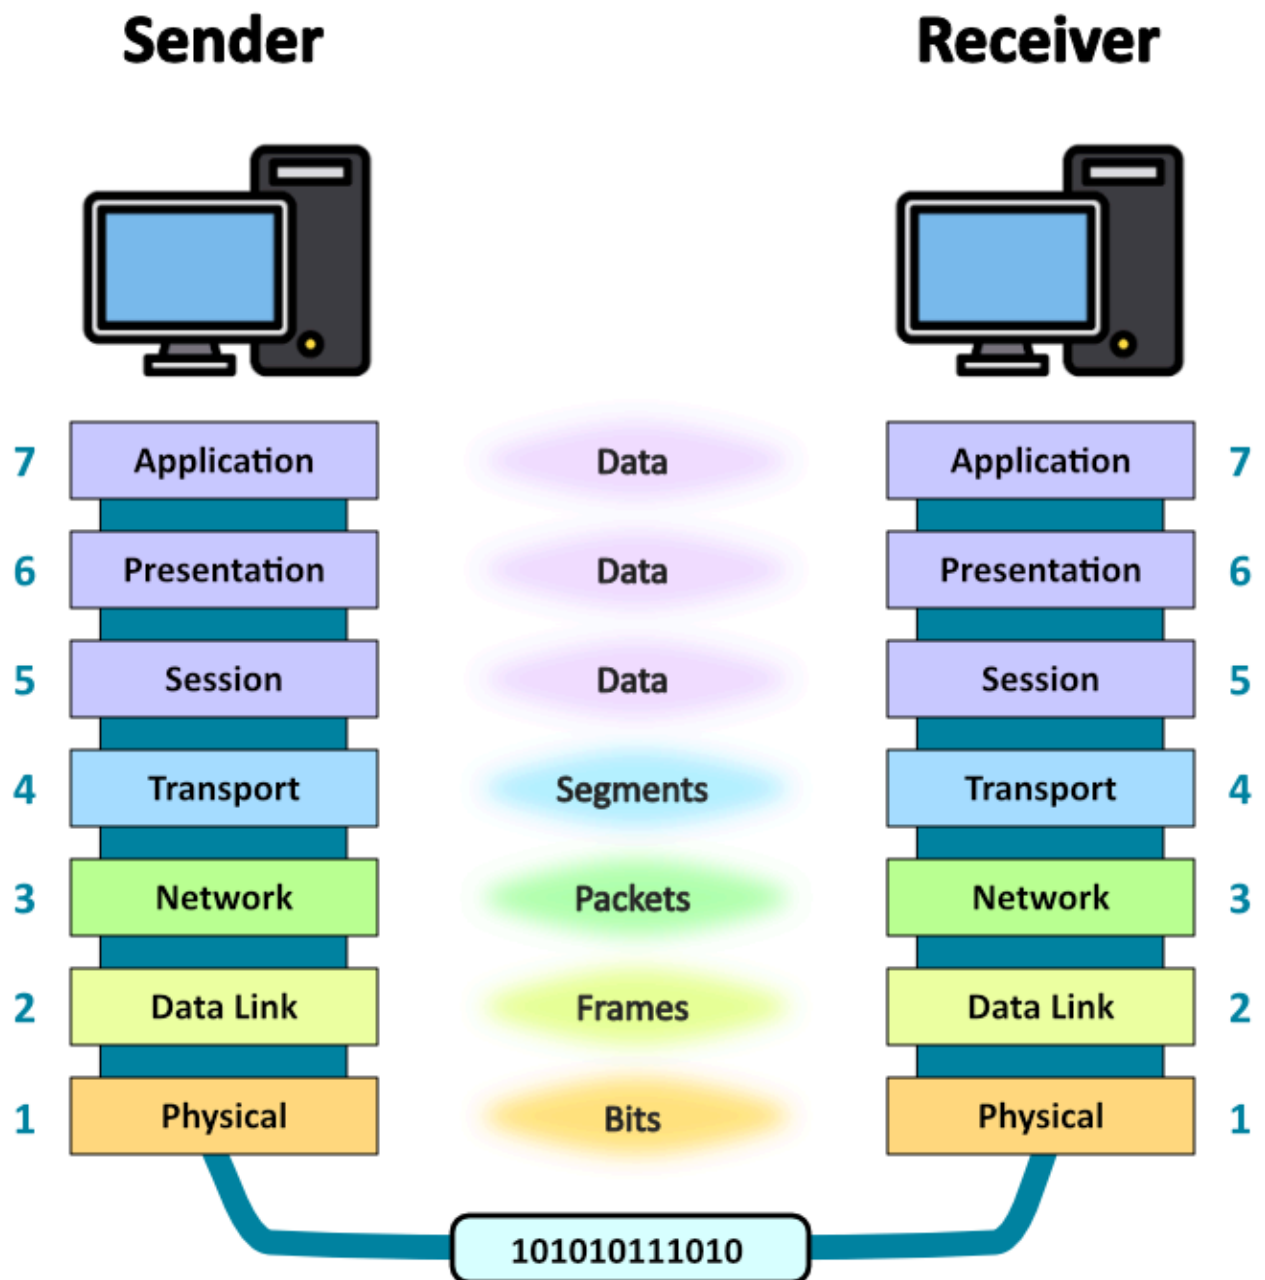 Sender Receiver
7 Application Data Application 7
6 Presentation Data Presentation 6
5 Session Data Session 5
4 Transport Segments Transport 4
3 Network Packets Network 3
2 Data Link Frames Data Link 2
1 Physical Bits Physical 1
101010111010